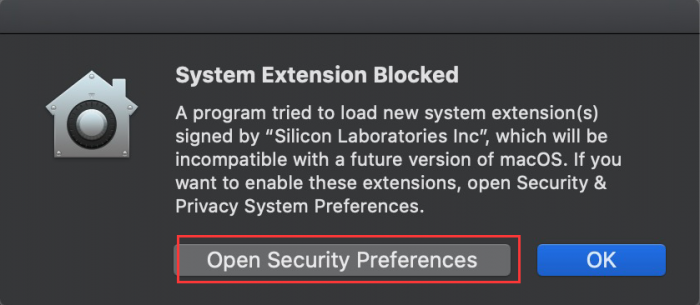 System Extension Blocked
A program tried to load new system extension(s)
signed by “Silicon Laboratories Inc”, which will be
incompatible with a future version of macOS. If you
want to enable these extensions, open Security &
Privacy System Preferences.
Open Security Preferences
OK